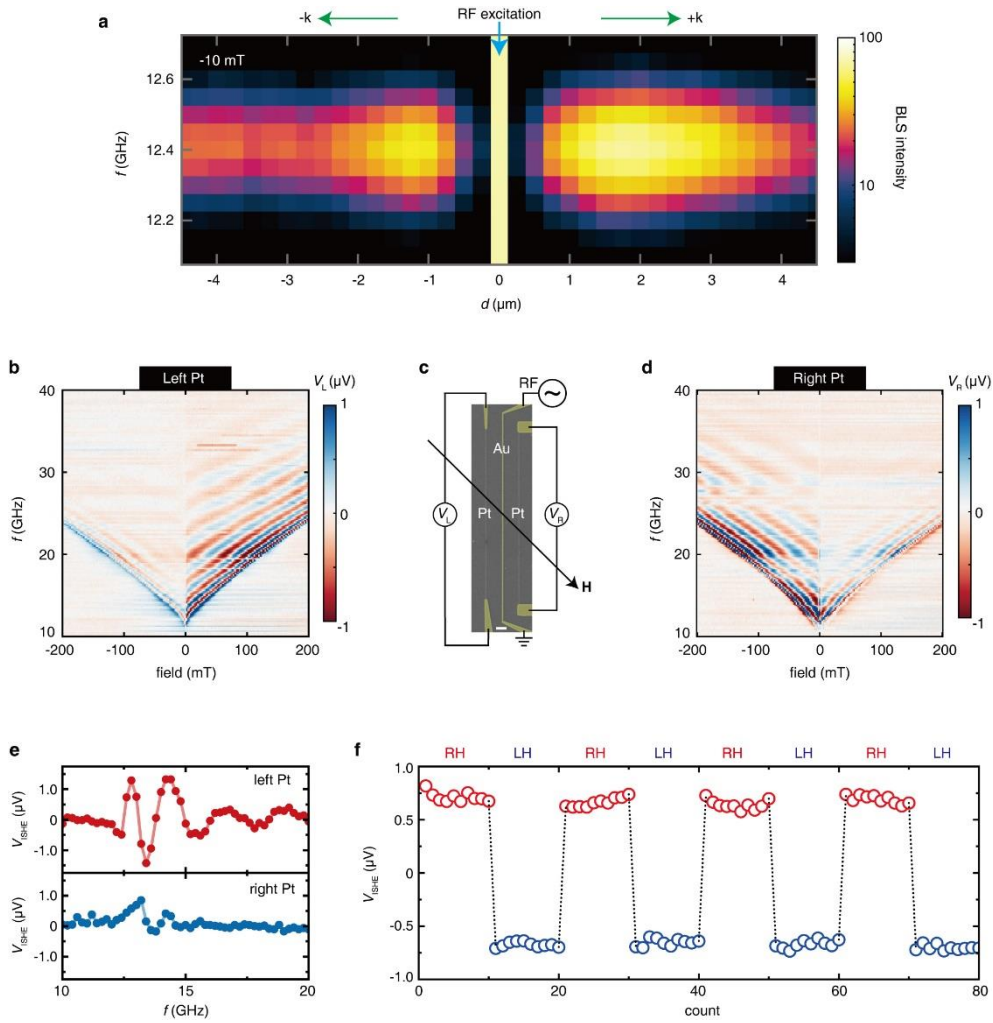 a
-k
RF excitation
+k
-10 mT
12.6
12.4
12.2
f (GHz)
-4 -3 -2 -1 0 1 2 3 4
d (µm)
100
10
BLS intensity
b
Left Pt
V_L (µV)
40
30
20
10
f (GHz)
-200 -100 0 100 200
field (mT)
1
0
-1
c
RF
~
Au
V_L
Pt
Pt
V_R
H
d
Right Pt
V_R (µV)
40
30
20
10
f (GHz)
-200 -100 0 100 200
field (mT)
1
0
-1
e
left Pt
1.0
0
-1.0
V_ISHE (µV)
right Pt
1.0
0
-1.0
V_ISHE (µV)
10 12 14 16 18 20
f (GHz)
f
RH LH RH LH RH LH RH LH
1.0
0.5
0
-0.5
-1.0
V_ISHE (µV)
0 20 40 60 80
count